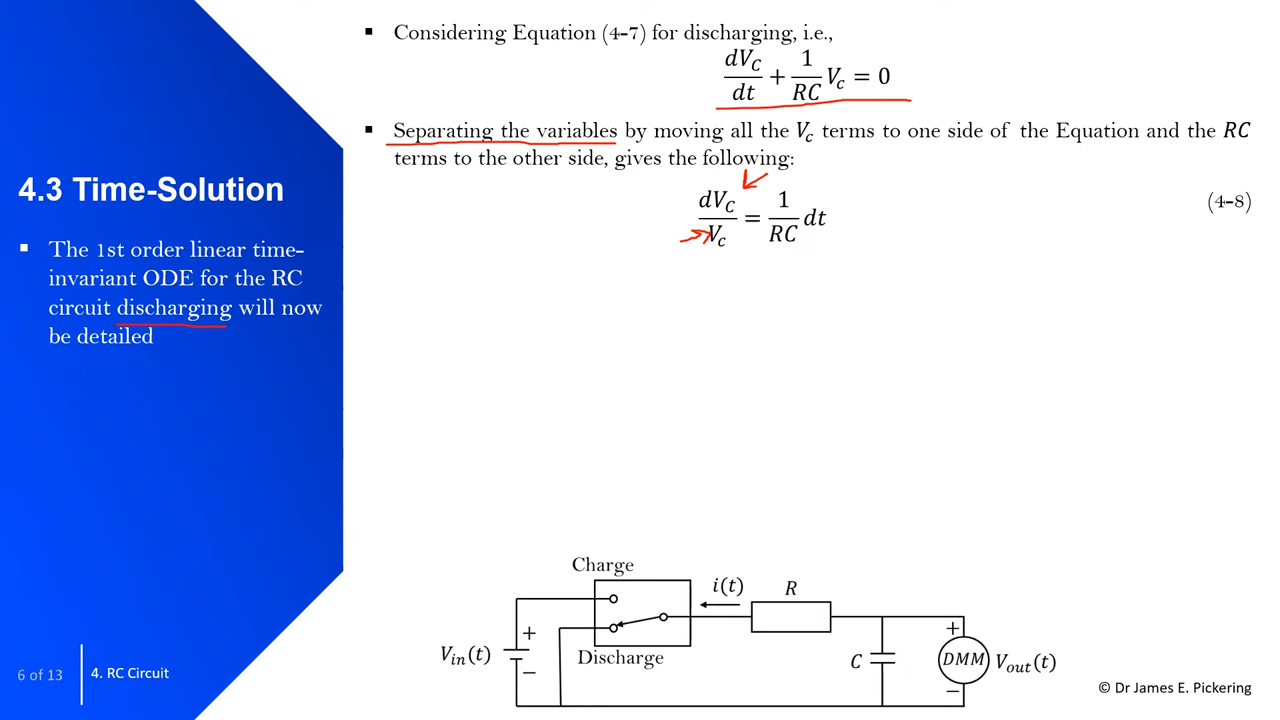 4.3 Time-Solution
▪ The 1st order linear time-
invariant ODE for the RC
circuit discharging will now
be detailed
▪ Considering Equation (4-7) for discharging, i.e.,
dV_C/dt + 1/RC V_c = 0
▪ Separating the variables by moving all the V_c terms to one side of the Equation and the RC
terms to the other side, gives the following:
dV_C/V_c = 1/RC dt (4-8)
Charge
i(t) R
+ +
V_in(t) Discharge C DMM V_out(t)
− −
6 of 13 4. RC Circuit
© Dr James E. Pickering